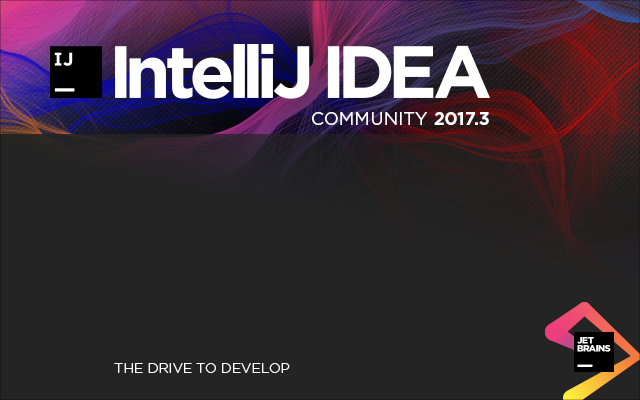 IJ
IntelliJ IDEA
COMMUNITY 2017.3
THE DRIVE TO DEVELOP
JET
BRAINS